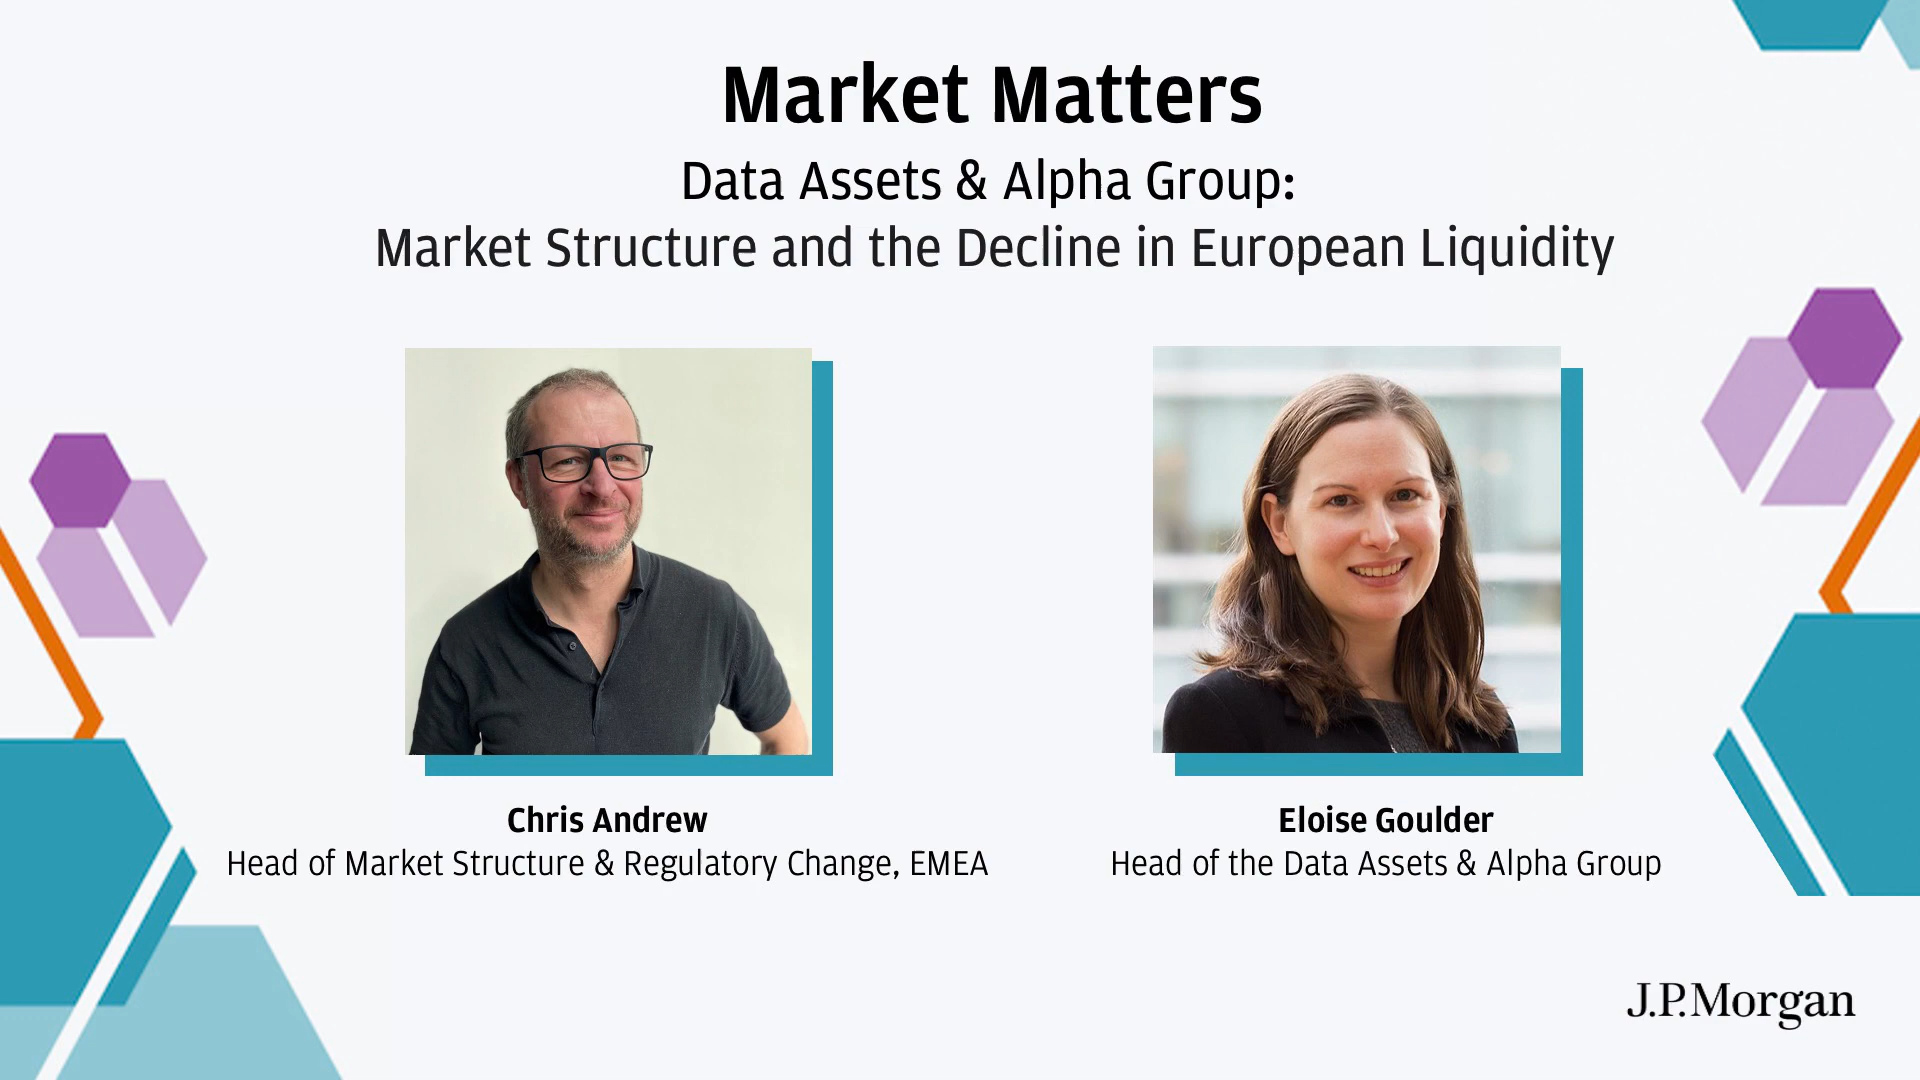 Market Matters
Data Assets & Alpha Group:
Market Structure and the Decline in European Liquidity
Chris Andrew
Head of Market Structure & Regulatory Change, EMEA
Eloise Goulder
Head of the Data Assets & Alpha Group
J.P.Morgan